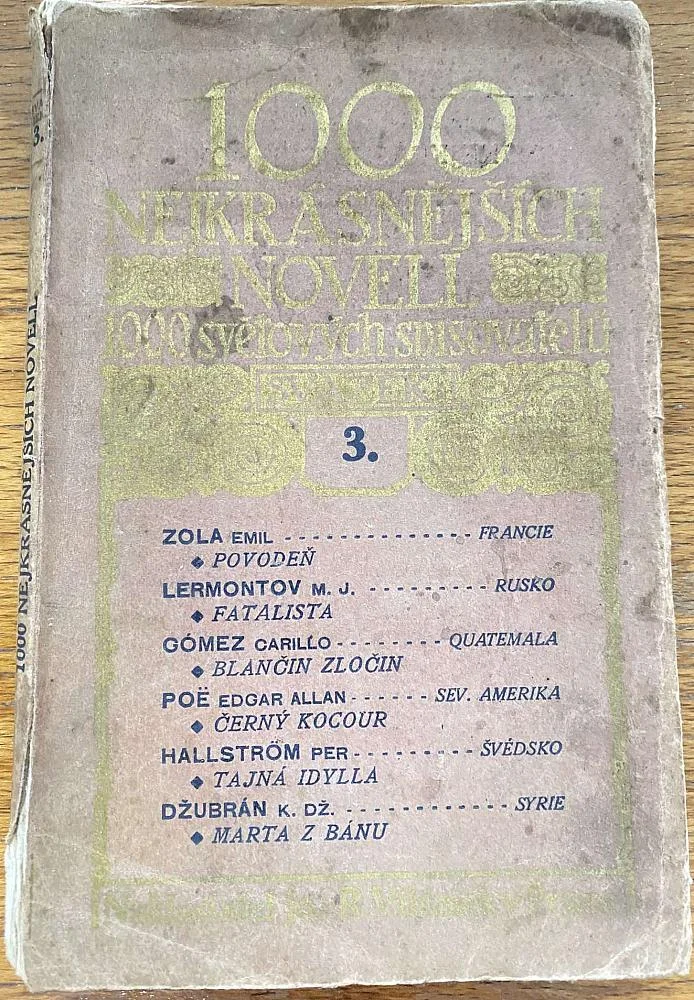 1000
NEJKRÁSNĚJŠÍCH
NOVELL
1000 světových spisovatelů
SVAZEK
3.
ZOLA EMIL - - - - - - - - - - - - - - FRANCIE
◆ POVODEŇ
LERMONTOV M. J. - - - - - - - - - RUSKO
◆ FATALISTA
GÓMEZ CARILLO - - - - - - - - QUATEMALA
◆ BLANČIN ZLOČIN
POË EDGAR ALLAN - - - - - - SEV. AMERIKA
◆ ČERNÝ KOCOUR
HALLSTRÖM PER - - - - - - - - - ŠVÉDSKO
◆ TAJNÁ IDYLLA
DŽUBRÁN K. DŽ. - - - - - - - - - - - - SYRIE
◆ MARTA Z BÁNU
3.
1000 NEJKRÁSNĚJŠÍCH NOVELL